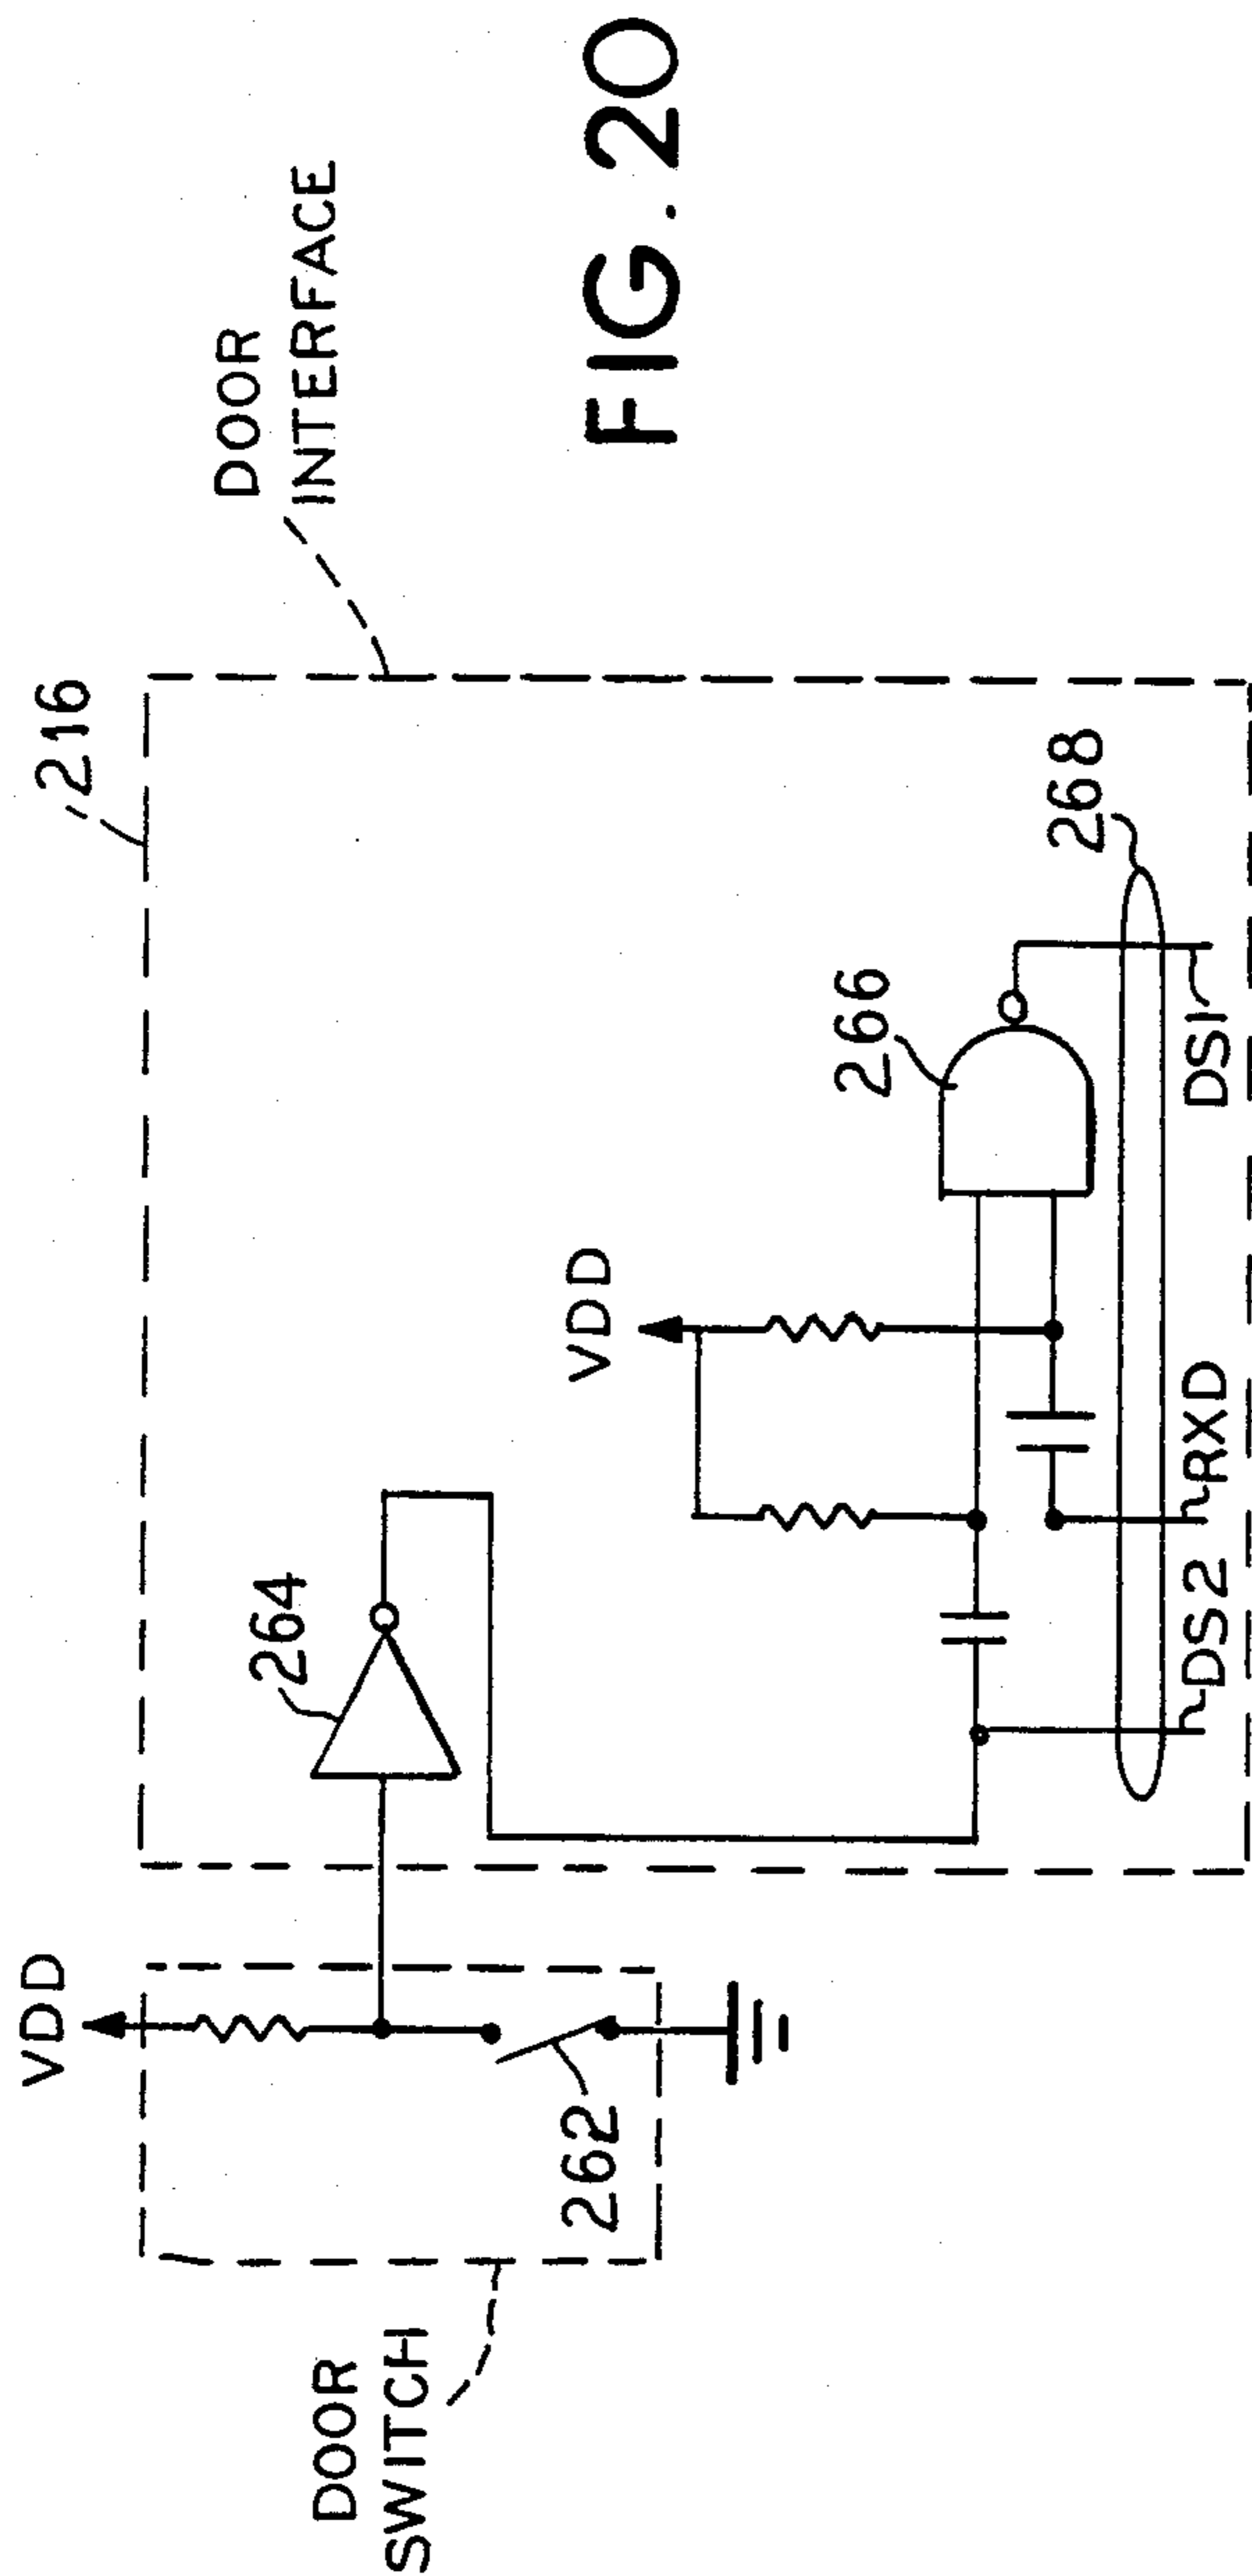 VDD
DOOR
SWITCH
262
264
216
DOOR
INTERFACE
VDD
266
268
DS2
RXD
DS1
FIG. 20